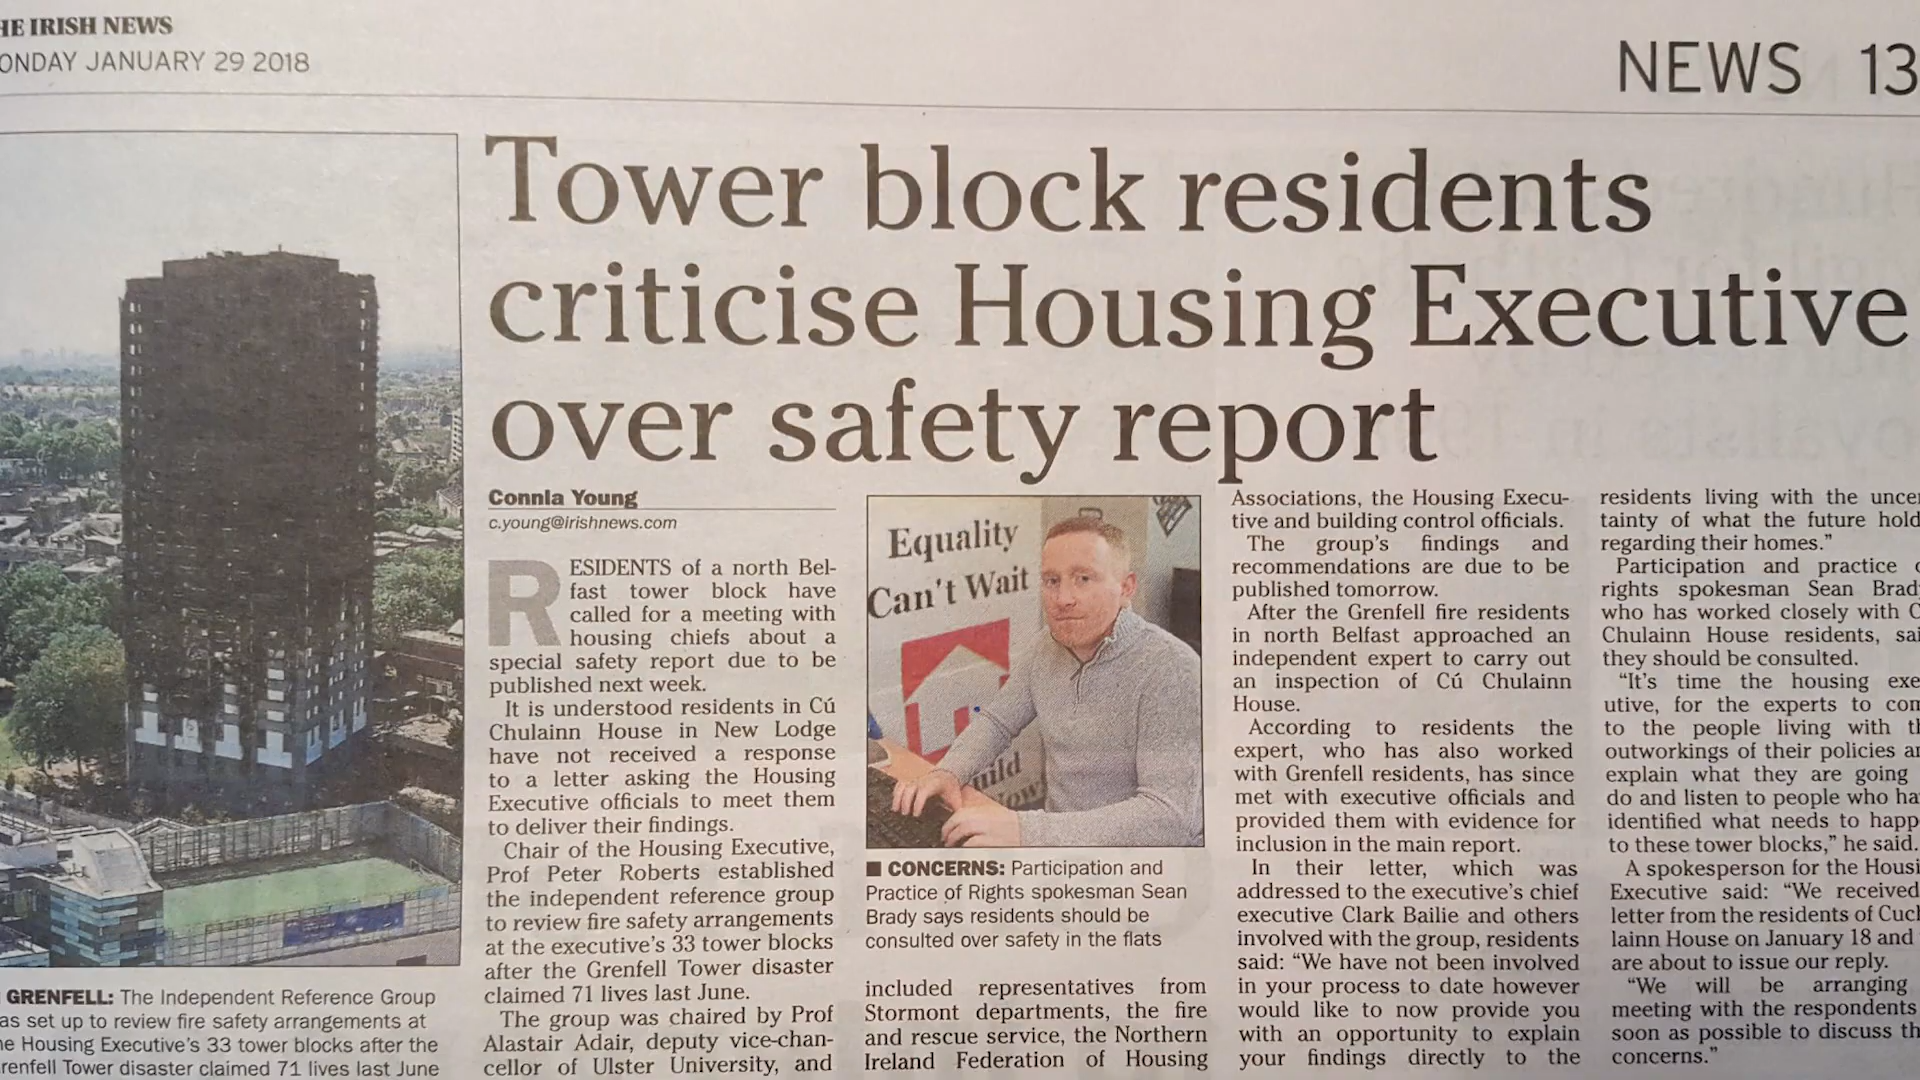 HE IRISH NEWS
ONDAY JANUARY 29 2018
NEWS 13
Tower block residents
criticise Housing Executive
over safety report
GRENFELL: The Independent Reference Group
as set up to review fire safety arrangements at
he Housing Executive's 33 tower blocks after the
renfell Tower disaster claimed 71 lives last June
Connla Young
c.young@irishnews.com
RESIDENTS of a north Bel-
fast tower block have
called for a meeting with
housing chiefs about a
special safety report due to be
published next week.
It is understood residents in Cú
Chulainn House in New Lodge
have not received a response
to a letter asking the Housing
Executive officials to meet them
to deliver their findings.
Chair of the Housing Executive,
Prof Peter Roberts established
the independent reference group
to review fire safety arrangements
at the executive's 33 tower blocks
after the Grenfell Tower disaster
claimed 71 lives last June.
The group was chaired by Prof
Alastair Adair, deputy vice-chan-
cellor of Ulster University, and
Equality
Can't Wait
uild
■ CONCERNS: Participation and
Practice of Rights spokesman Sean
Brady says residents should be
consulted over safety in the flats
included representatives from
Stormont departments, the fire
and rescue service, the Northern
Ireland Federation of Housing
Associations, the Housing Execu-
tive and building control officials.
The group's findings and
recommendations are due to be
published tomorrow.
After the Grenfell fire residents
in north Belfast approached an
independent expert to carry out
an inspection of Cú Chulainn
House.
According to residents the
expert, who has also worked
with Grenfell residents, has since
met with executive officials and
provided them with evidence for
inclusion in the main report.
In their letter, which was
addressed to the executive's chief
executive Clark Bailie and others
involved with the group, residents
said: "We have not been involved
in your process to date however
would like to now provide you
with an opportunity to explain
your findings directly to the
residents living with the uncer
tainty of what the future hold
regarding their homes."
Participation and practice o
rights spokesman Sean Brady
who has worked closely with C
Chulainn House residents, sai
they should be consulted.
"It's time the housing exe
utive, for the experts to com
to the people living with th
outworkings of their policies an
explain what they are going
do and listen to people who ha
identified what needs to happ
to these tower blocks," he said.
A spokesperson for the Housi
Executive said: "We received
letter from the residents of Cuch
lainn House on January 18 and
are about to issue our reply.
"We will be arranging
meeting with the respondents
soon as possible to discuss th
concerns."